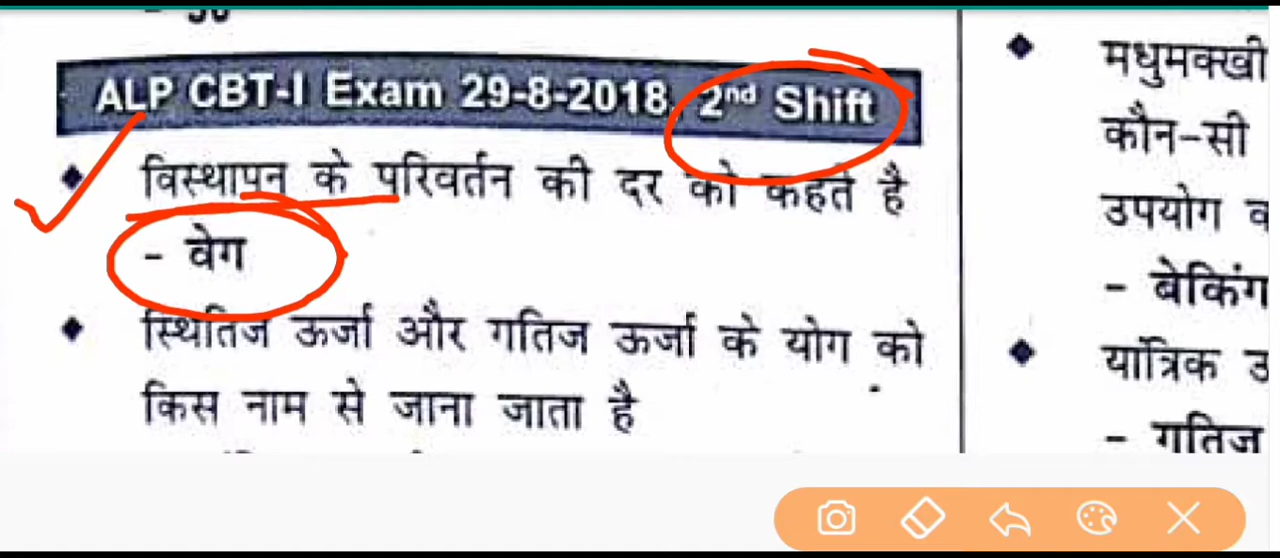 ALP CBT-I Exam 29-8-2018, 2nd Shift
विस्थापन के परिवर्तन की दर को कहते है
- वेग
स्थितिज ऊर्जा और गतिज ऊर्जा के योग को
किस नाम से जाना जाता है
मधुमक्खी
कौन-सी
उपयोग
- बेकिंग
यांत्रिक
- गतिज